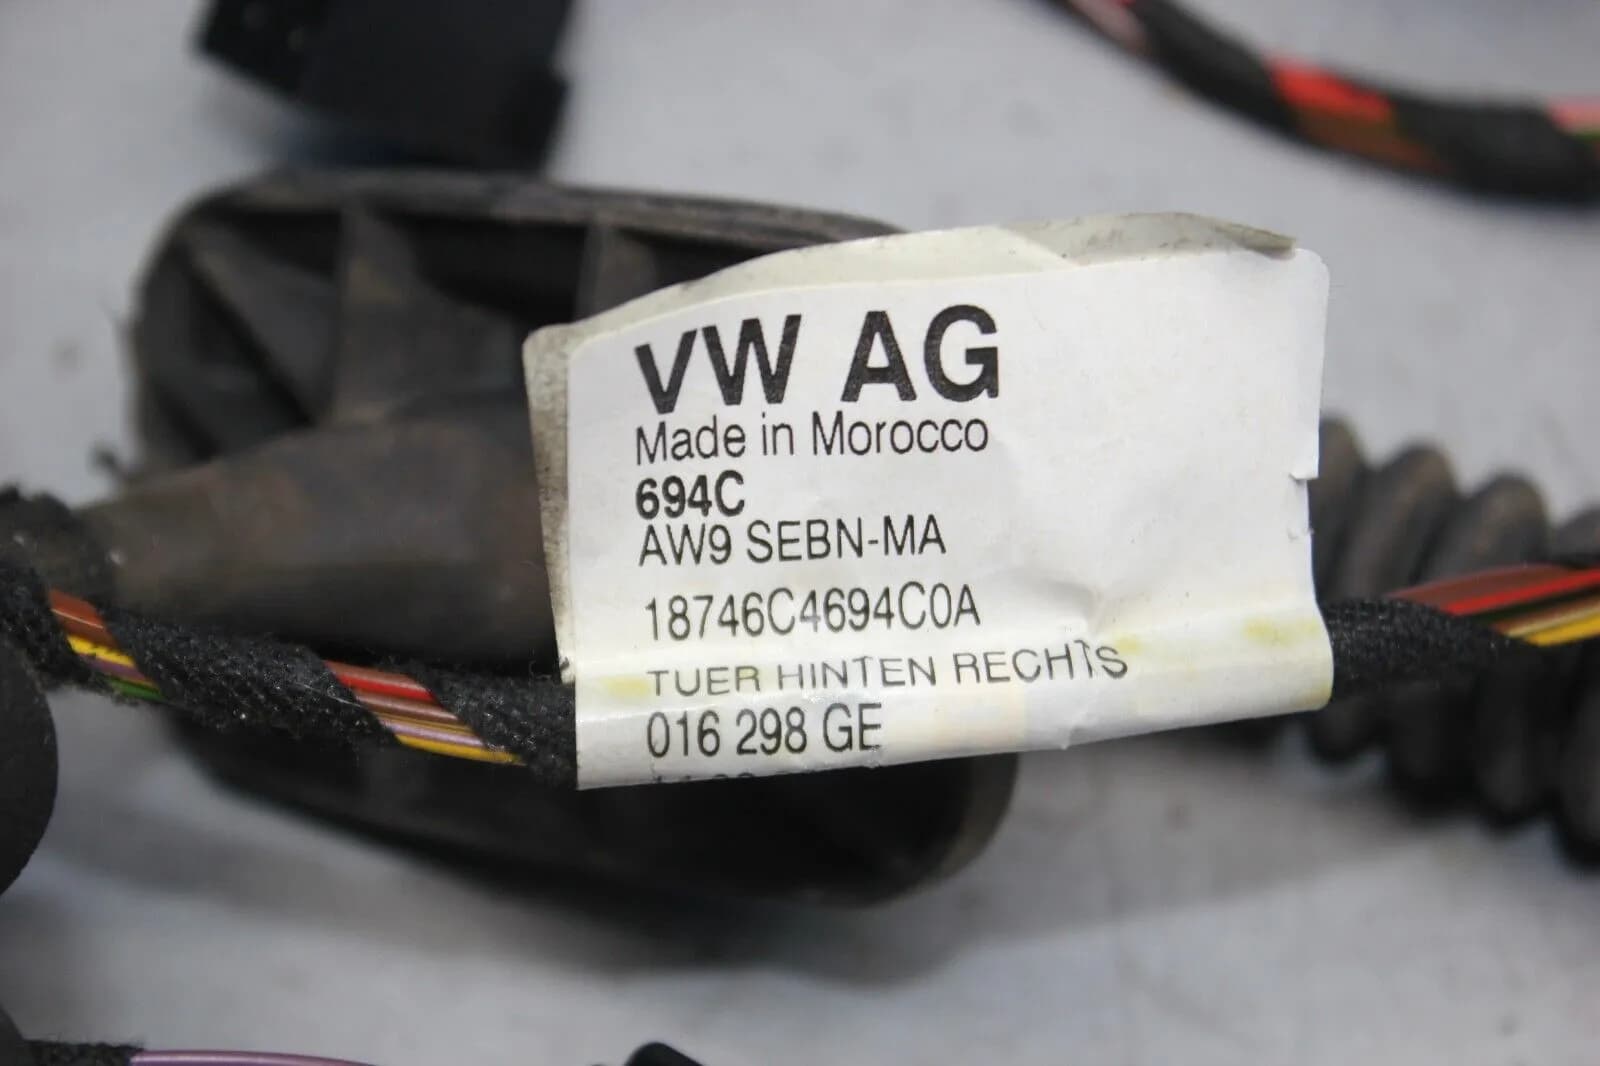 VW AG
Made in Morocco
694C
AW9 SEBN-MA
18746C4694C0A
TUER HINTEN RECHTS
016 298 GE